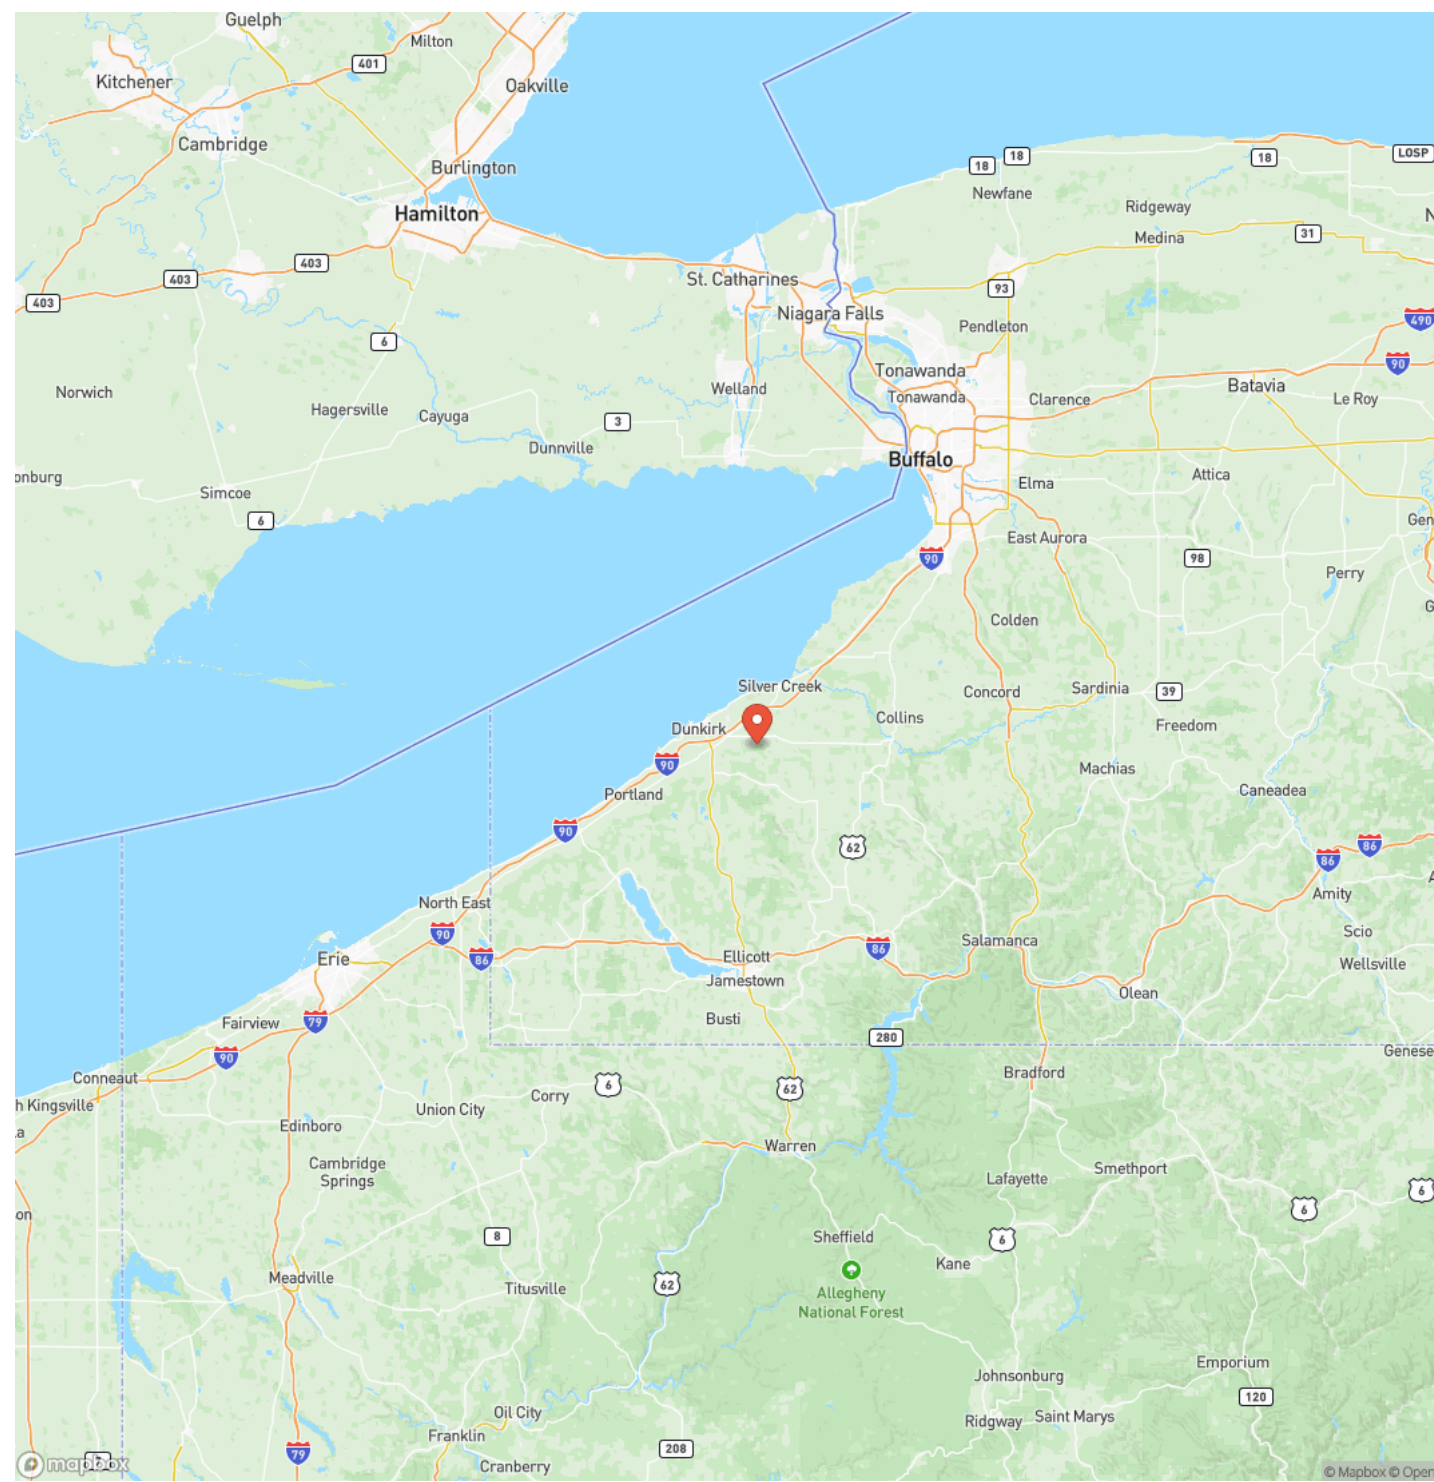 Guelph
Milton
401
Kitchener
Oakville
Cambridge
Burlington
Hamilton
18
18
18
LOSP
Newfane
Ridgeway
Medina
31
403
403
403
St. Catharines
93
Niagara Falls
Pendleton
490
6
90
Tonawanda
Tonawanda
Welland
Norwich
Hagersville
Cayuga
3
Clarence
Batavia
Le Roy
Dunnville
Buffalo
onburg
Simcoe
6
Elma
Attica
Gen
East Aurora
90
98
Perry
G
Colden
Silver Creek
Concord
Sardinia
39
Dunkirk
Collins
Freedom
90
Machias
Portland
Caneadea
90
62
86
86
Amity
North East
90
86
Erie
Ellicott
86
Salamanca
Scio
Jamestown
Wellsville
Olean
Busti
Fairview
79
280
90
Genese
Conneaut
Bradford
6
62
h Kingsville
Union City
Corry
.a
Edinboro
Warren
Cambridge
Springs
Lafayette
Smethport
6
6
on
8
Sheffield
6
Kane
Meadville
Titusville
62
Allegheny
National Forest
Emporium
Johnsonburg
120
Oil City
Ridgway
Saint Marys
Franklin
208
79
Cranberry
mapbox
© Mapbox © Open